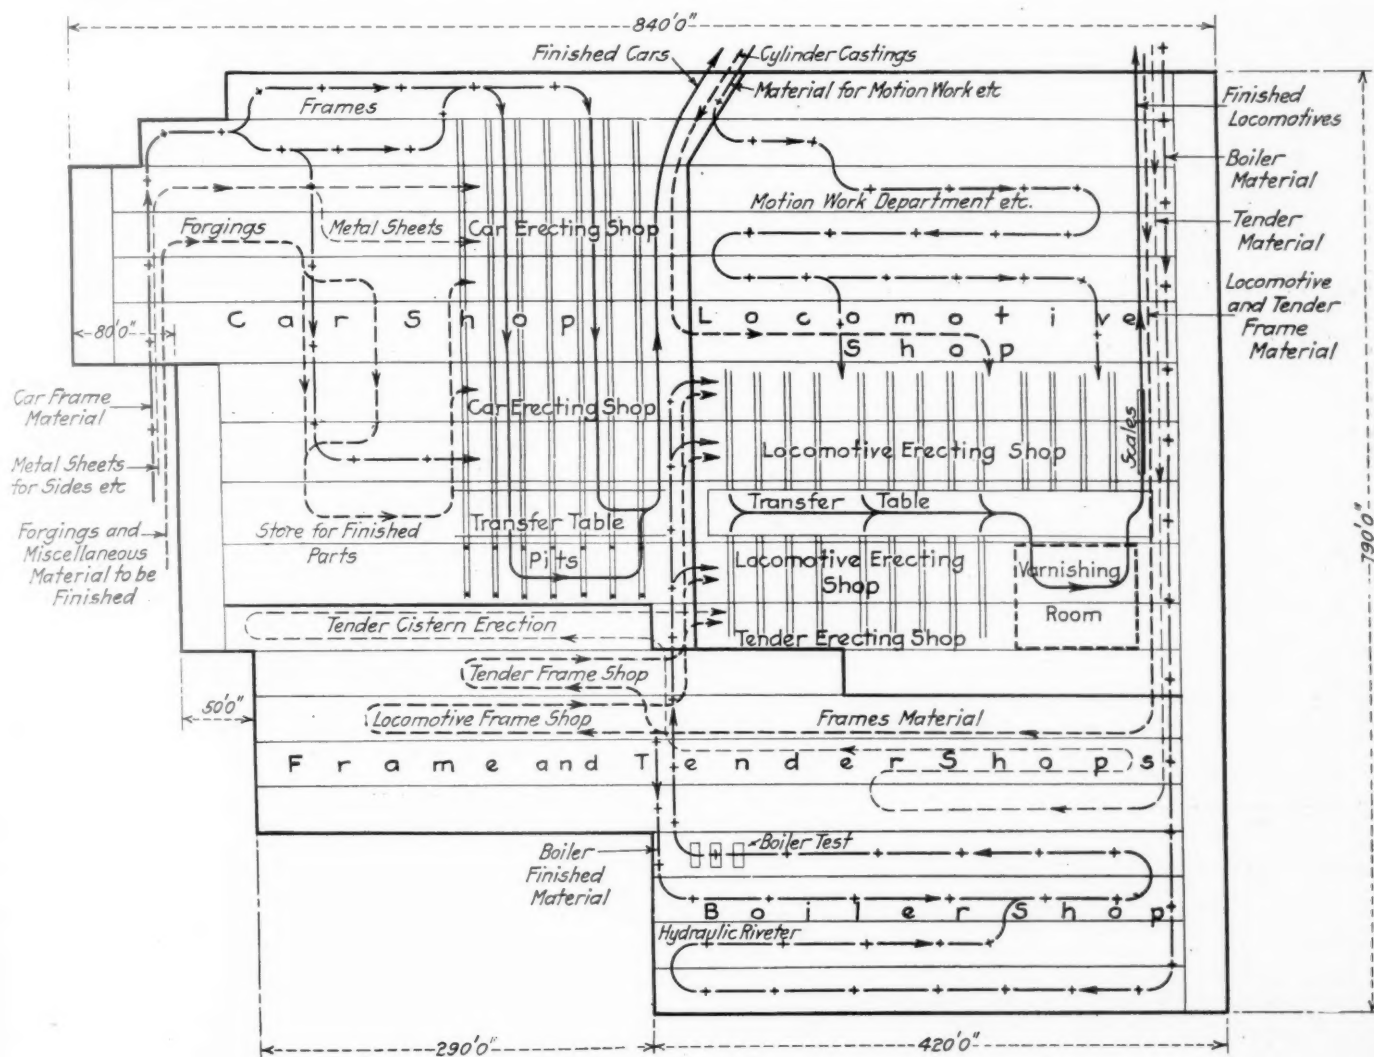 840'0"
Finished Cars
Cylinder Castings
Material for Motion Work etc
Frames
Finished
Locomotives
Boiler
Material
Motion Work Department etc.
Forgings
Metal Sheets
Car Erecting Shop
Tender
Material
Locomotive
and Tender
Frame
Material
80'0"
Car Shop
Locomotive
Shop
Car Frame
Material
Car Erecting Shop
Scales
Locomotive Erecting Shop
Metal Sheets
for Sides etc
Transfer Table
Transfer Table
Store for Finished
Parts
Pits
Forgings and
Miscellaneous
Material to be
Finished
790'0"
Locomotive Erecting
Shop
Varnishing
Room
Tender Cistern Erection
Tender Erecting Shop
Tender Frame Shop
50'0"
Locomotive Frame Shop
Frames Material
Frame and Tender Shops
Boiler Test
Boiler
Finished
Material
Boiler Shop
Hydraulic Riveter
290'0"
420'0"